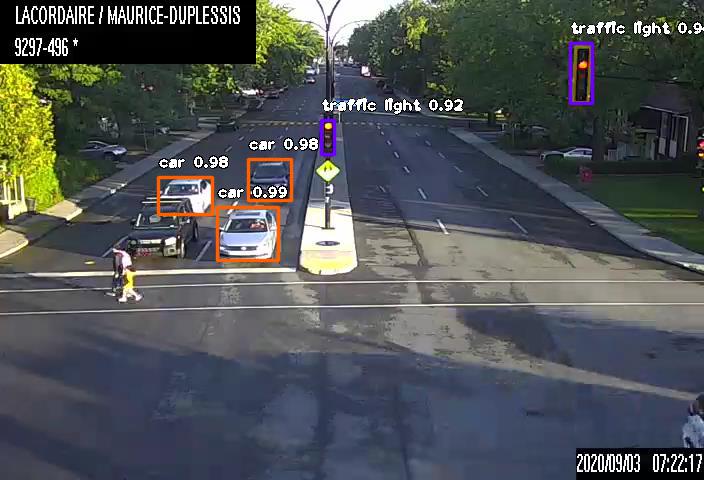 LACORDAIRE / MAURICE-DUPLESSIS
9297-496 *
traffic light 0.9
traffic light 0.92
car 0.98
car 0.98
car 0.99
2020/09/03 07:22:17